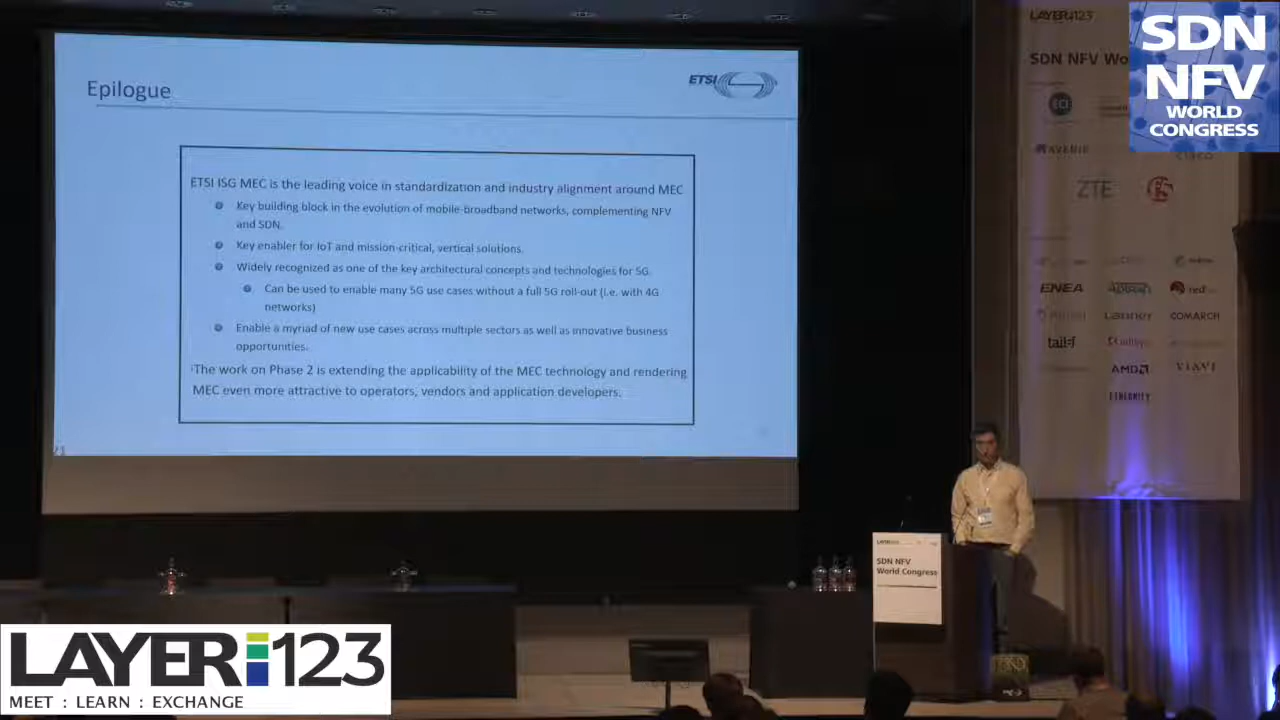 Epilogue
ETSI
ETSI ISG MEC is the leading voice in standardization and industry alignment around MEC
Key building block in the evolution of mobile-broadband networks, complementing NFV
and SDN.
Key enabler for IoT and mission-critical, vertical solutions.
Widely recognized as one of the key architectural concepts and technologies for 5G.
Can be used to enable many 5G use cases without a full 5G roll-out (i.e. with 4G
networks)
Enable a myriad of new use cases across multiple sectors as well as innovative business
opportunities.
The work on Phase 2 is extending the applicability of the MEC technology and rendering
MEC even more attractive to operators, vendors and application developers.
21
LAYER123
SDN NFV Wo
SDN
NFV
WORLD
CONGRESS
ZTE
ENEA
red
COMARCH
tail-f
AMD
VIAVI
SDN NFV
World Congress
LAYER 123
MEET : LEARN : EXCHANGE